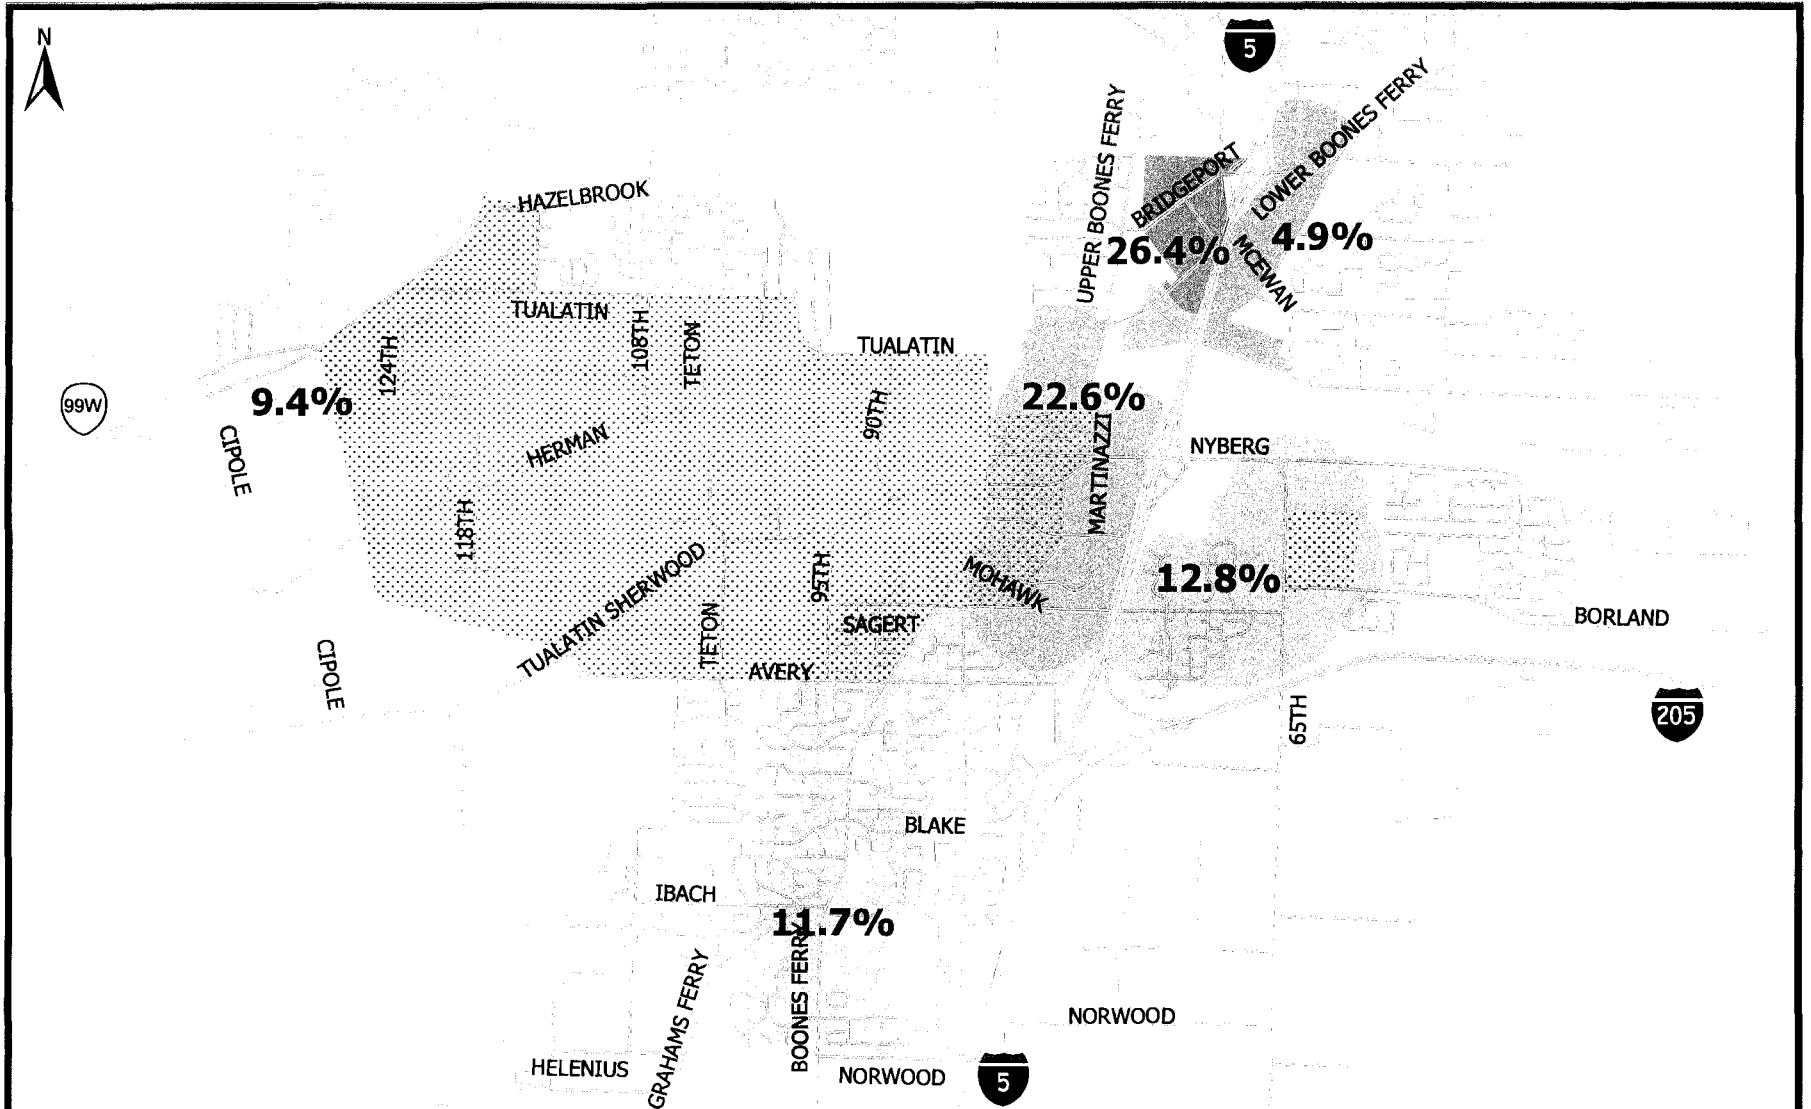 N
5
UPPER BOONES FERRY
BRIDGEPORT
LOWER BOONES FERRY
HAZELBROOK
26.4%
4.9%
MCEWAN
TUALATIN
108TH
TETON
124TH
TUALATIN
99W
9.4%
22.6%
90TH
CIPOLE
HERMAN
MARTINAZZI
NYBERG
118TH
TUALATIN SHERWOOD
95TH
MOHAWK
12.8%
BORLAND
SAGERT
TETON
AVERY
CIPOLE
65TH
205
BLAKE
IBACH
11.7%
BOONES FERRY
GRAHAMS FERRY
NORWOOD
HELENIUS
NORWOOD
5